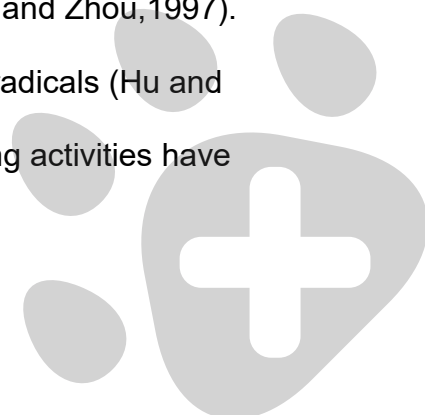 and Zhou,1997).
adicals (Hu and
g activities have